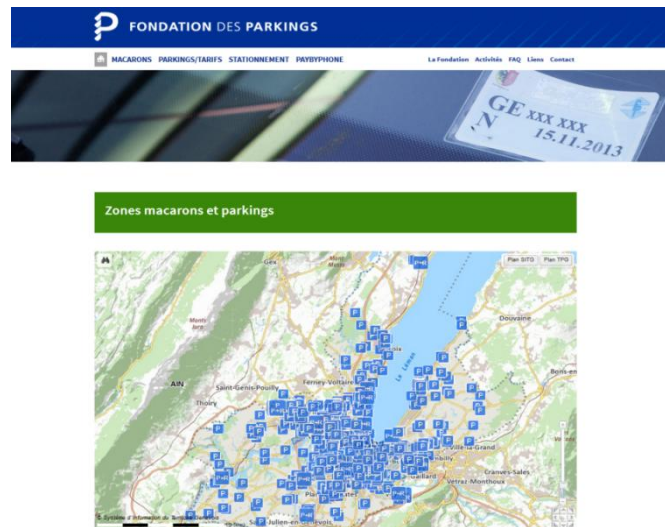 FONDATION DES PARKINGS
MACARONS PARKINGS/TARIFS STATIONNEMENT PAYBYPHONE
La Fondation Activités FAQ Liens Contact
GE XXX XXX
N 15.11.2013
Zones macarons et parkings
Plan SITG Plan TPG
Gex
Douvaine
AIN
Saint-Genis-Pouilly
Ferney-Voltaire
Le Léman
Thoiry
Ville-la-Grand
Cranves-Sales
Gaillard
Vétraz-Monthoux
Saint-Julien-en-Genevois